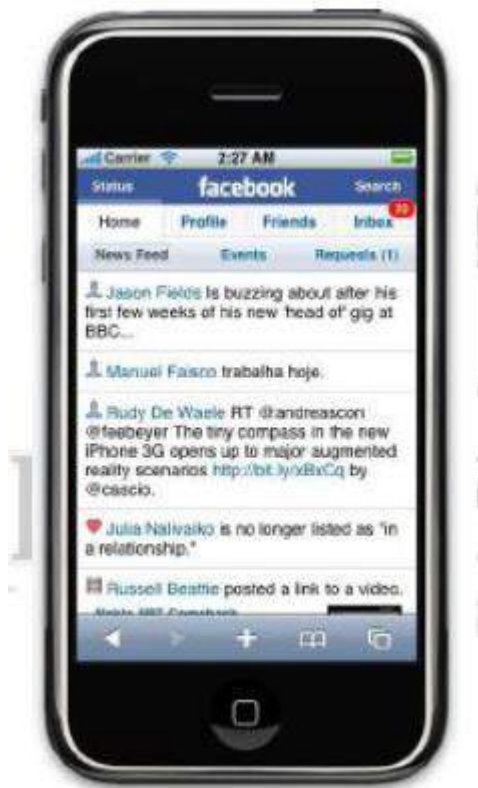 Carrier 2:27 AM
Status facebook Search
Home Profile Friends Inbox
News Feed Events Requests (1)
Jason Fields Is buzzing about after his
first few weeks of his new 'head of' gig at
BBC...
Manuel Faisco trabalha hoje.
Rudy De Waele RT @andreascon
@feebeyer The tiny compass in the new
iPhone 3G opens up to major augmented
reality scenarios http://bit.ly/xBxCq by
@cascio.
Julia Nalivaiko is no longer listed as "in
a relationship."
Russell Beattie posted a link to a video.
Comeback